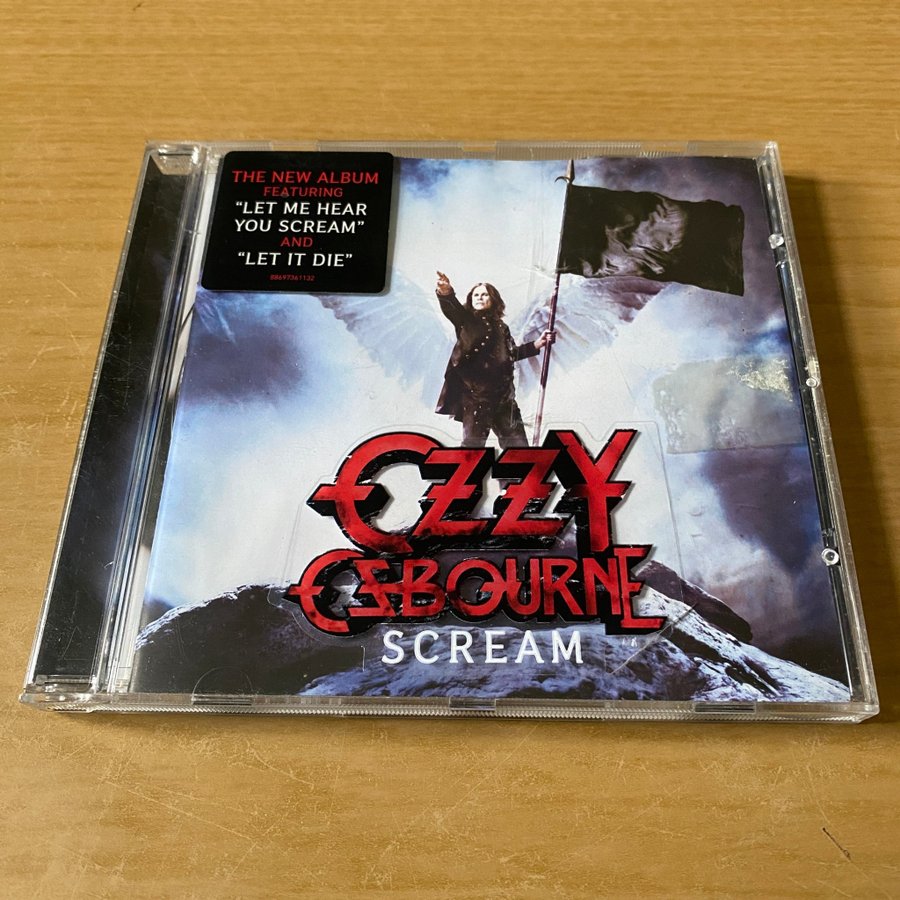 THE NEW ALBUM
FEATURING
“LET ME HEAR
YOU SCREAM”
AND
“LET IT DIE”
88697361132
OZZY
OSBOURNE
SCREAM